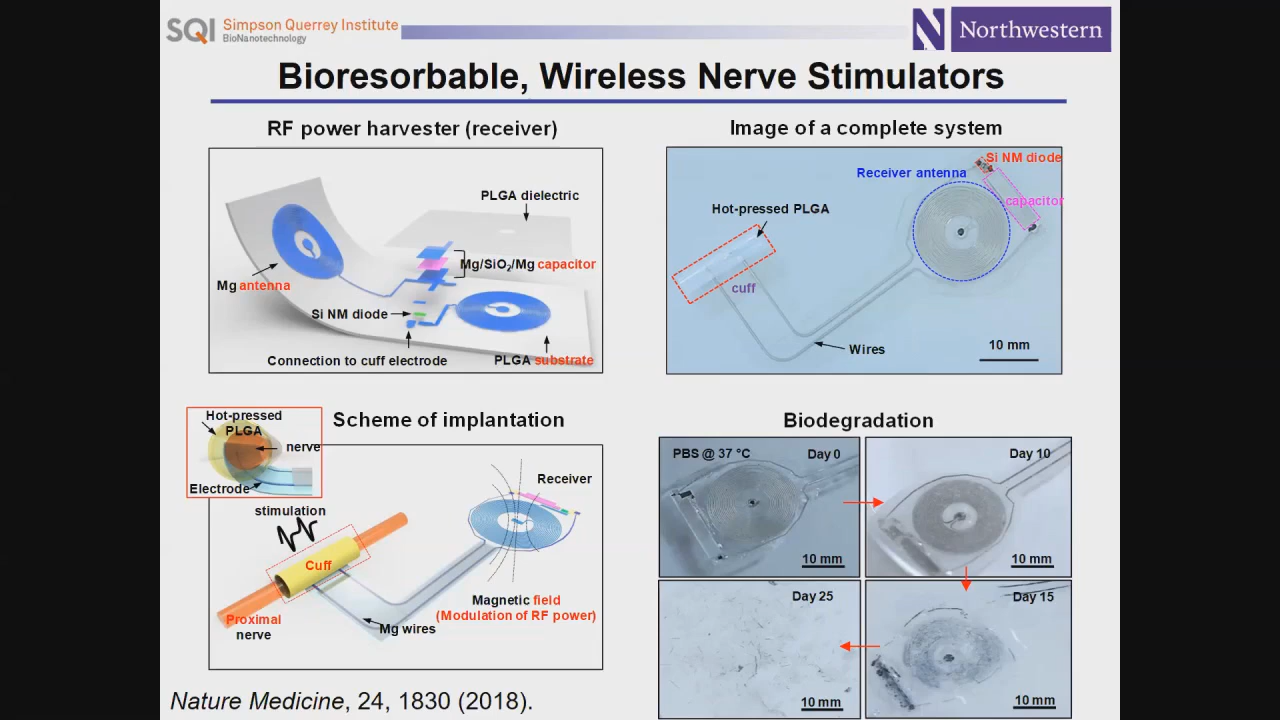 SQI Simpson Querrey Institute
BioNanotechnology
N Northwestern
Bioresorbable, Wireless Nerve Stimulators
RF power harvester (receiver)
PLGA dielectric
Mg/SiO₂/Mg capacitor
Mg antenna
Si NM diode
Connection to cuff electrode
PLGA substrate
Image of a complete system
Si NM diode
Receiver antenna
capacitor
Hot-pressed PLGA
cuff
Wires
10 mm
Scheme of implantation
Hot-pressed
PLGA
nerve
Electrode
stimulation
Receiver
Cuff
Magnetic field
(Modulation of RF power)
Proximal
nerve
Mg wires
Biodegradation
PBS @ 37 °C
Day 0
10 mm
Day 10
10 mm
Day 25
10 mm
Day 15
10 mm
Nature Medicine, 24, 1830 (2018).